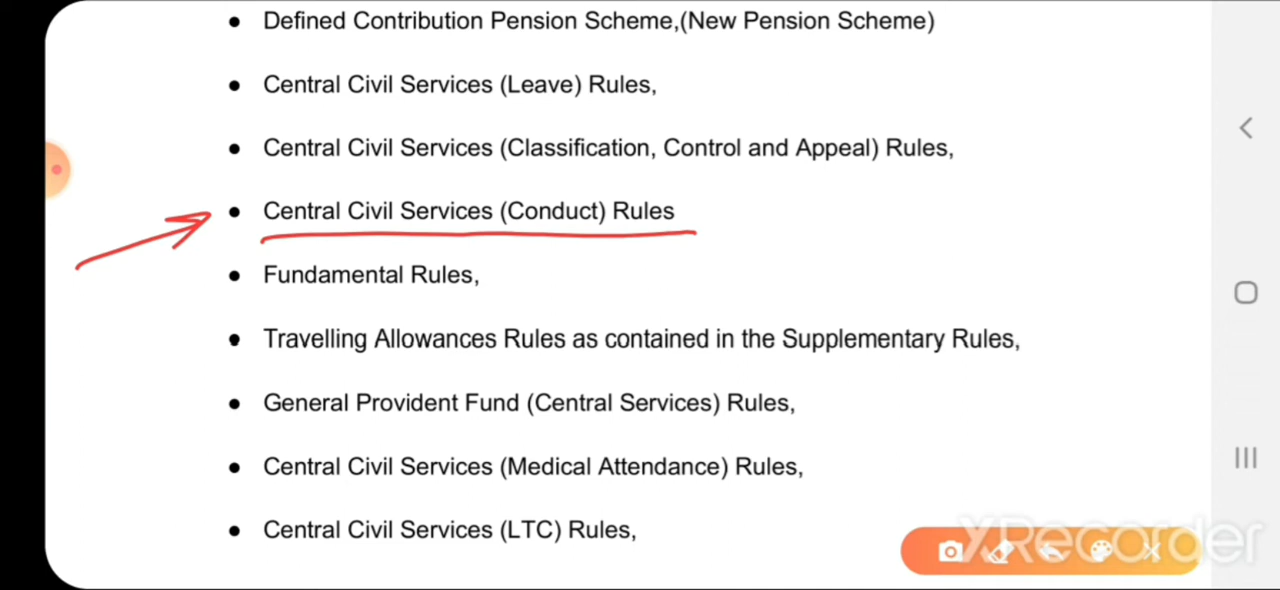 ● Defined Contribution Pension Scheme,(New Pension Scheme)
● Central Civil Services (Leave) Rules,
● Central Civil Services (Classification, Control and Appeal) Rules,
● Central Civil Services (Conduct) Rules
● Fundamental Rules,
● Travelling Allowances Rules as contained in the Supplementary Rules,
● General Provident Fund (Central Services) Rules,
● Central Civil Services (Medical Attendance) Rules,
● Central Civil Services (LTC) Rules,
XRecorder